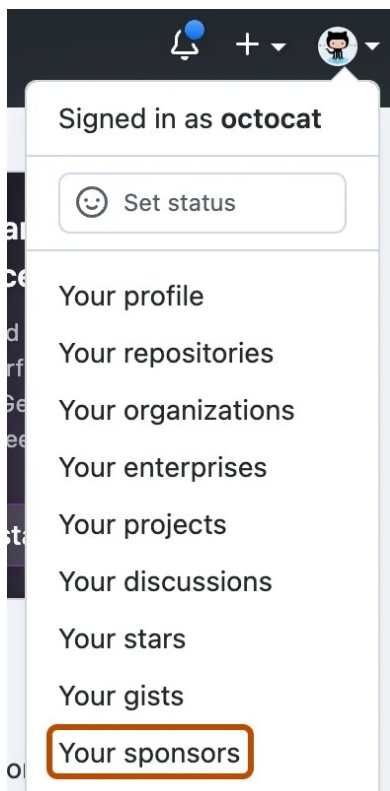 Signed in as octocat
Set status
Your profile
Your repositories
Your organizations
Your enterprises
Your projects
Your discussions
Your stars
Your gists
Your sponsors